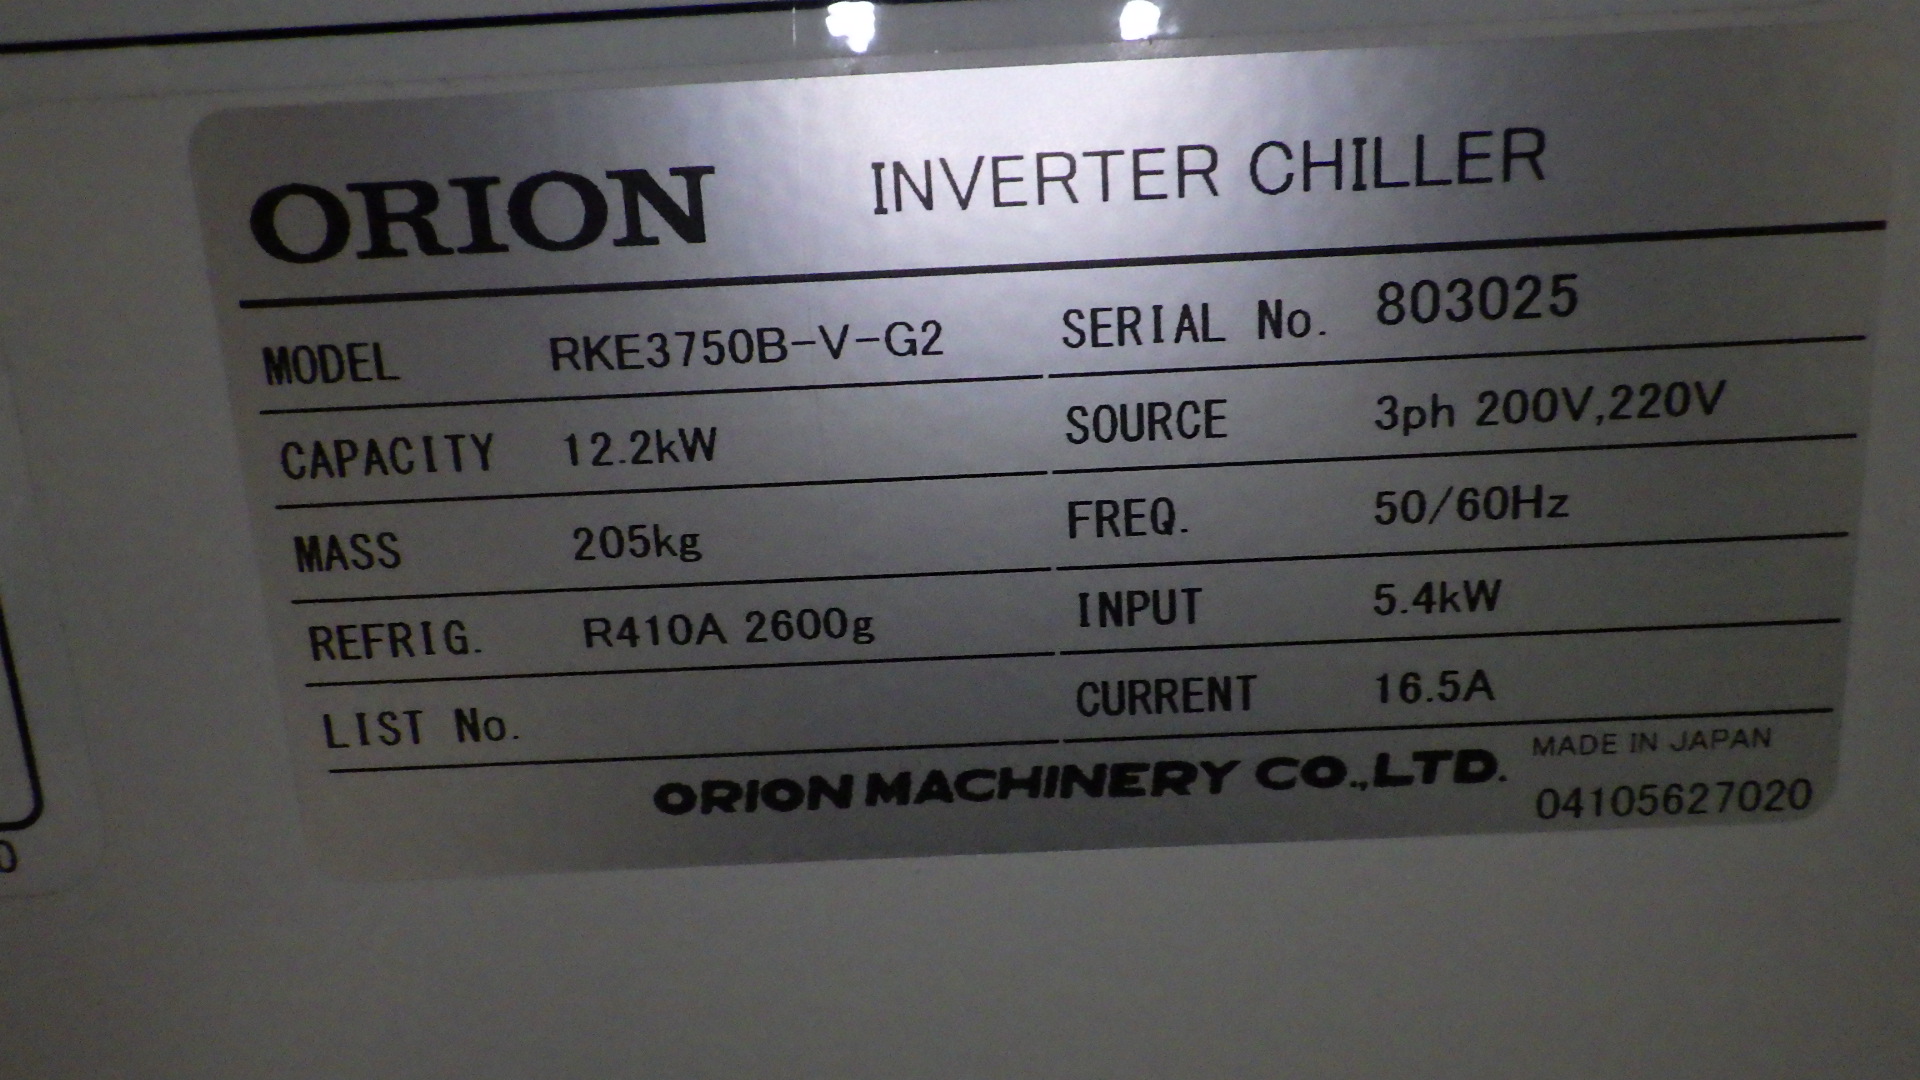 ORION INVERTER CHILLER
MODEL RKE3750B-V-G2 SERIAL No. 803025
CAPACITY 12.2kW SOURCE 3ph 200V,220V
MASS 205kg FREQ. 50/60Hz
REFRIG. R410A 2600g INPUT 5.4kW
LIST No. CURRENT 16.5A
ORION MACHINERY CO.,LTD. MADE IN JAPAN
04105627020